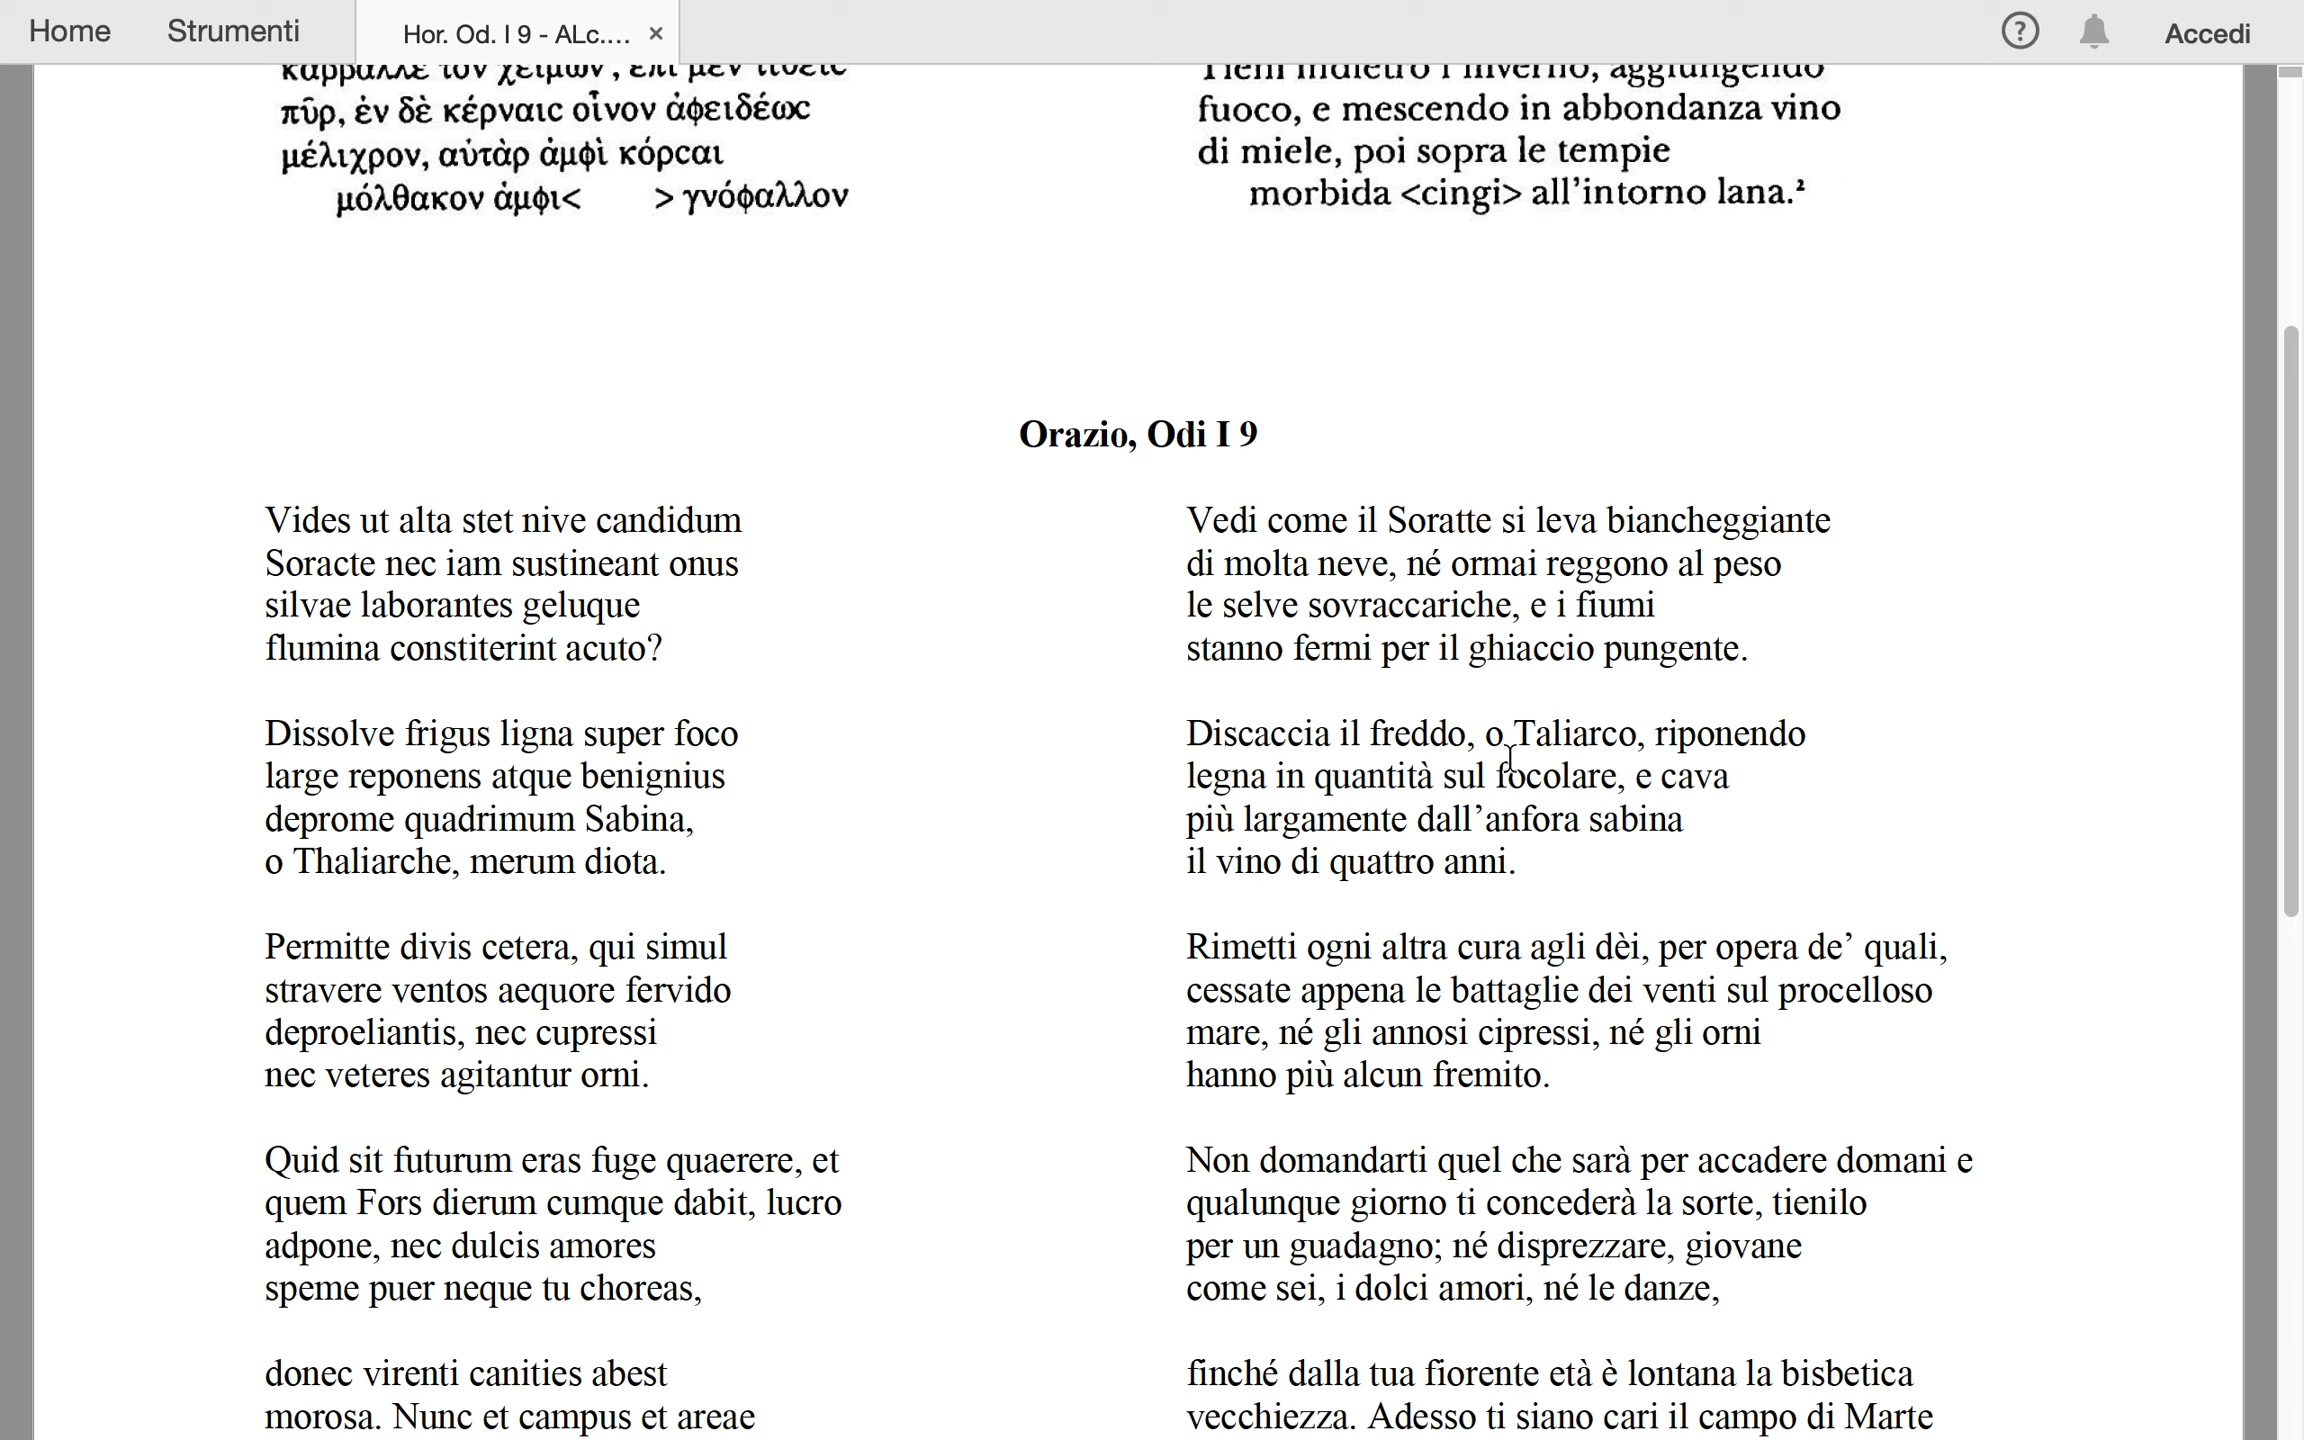 Home Strumenti Hor. Od. I 9 - ALc.... × ? Accedi
κάββαλλε τὸν χείμων', ἐπὶ μὲν τίθεις
πῦρ, ἐν δὲ κέρναις οἶνον ἀφειδέως
μέλιχρον, αὐτὰρ ἀμφὶ κόρσαι
μόλθακον ἀμφι< > γνόφαλλον
Tieni indietro l'inverno, aggiungendo
fuoco, e mescendo in abbondanza vino
di miele, poi sopra le tempie
morbida <cingi> all'intorno lana.²
Orazio, Odi I 9
Vides ut alta stet nive candidum
Soracte nec iam sustineant onus
silvae laborantes geluque
flumina constiterint acuto?
Dissolve frigus ligna super foco
large reponens atque benignius
deprome quadrimum Sabina,
o Thaliarche, merum diota.
Permitte divis cetera, qui simul
stravere ventos aequore fervido
deproeliantis, nec cupressi
nec veteres agitantur orni.
Quid sit futurum eras fuge quaerere, et
quem Fors dierum cumque dabit, lucro
adpone, nec dulcis amores
speme puer neque tu choreas,
donec virenti canities abest
morosa. Nunc et campus et areae
Vedi come il Soratte si leva biancheggiante
di molta neve, né ormai reggono al peso
le selve sovraccariche, e i fiumi
stanno fermi per il ghiaccio pungente.
Discaccia il freddo, o Taliarco, riponendo
legna in quantità sul focolare, e cava
più largamente dall'anfora sabina
il vino di quattro anni.
Rimetti ogni altra cura agli dèi, per opera de' quali,
cessate appena le battaglie dei venti sul procelloso
mare, né gli annosi cipressi, né gli orni
hanno più alcun fremito.
Non domandarti quel che sarà per accadere domani e
qualunque giorno ti concederà la sorte, tienilo
per un guadagno; né disprezzare, giovane
come sei, i dolci amori, né le danze,
finché dalla tua fiorente età è lontana la bisbetica
vecchiezza. Adesso ti siano cari il campo di Marte